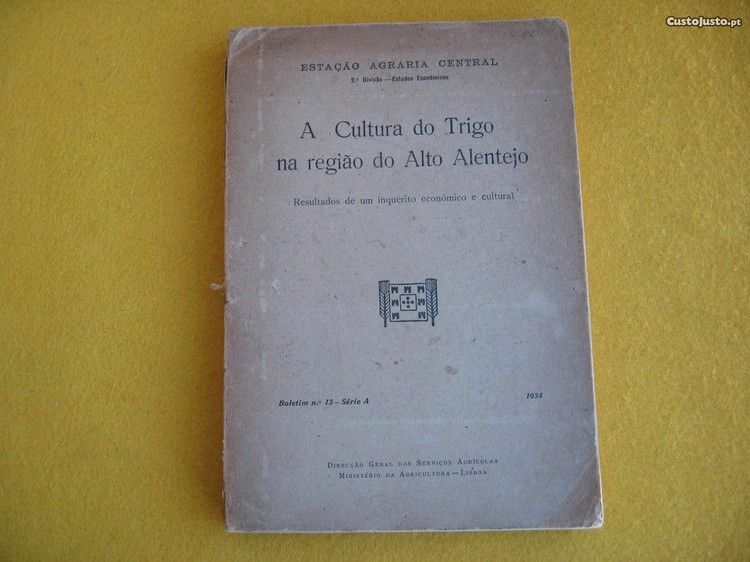 CustoJusto.pt
ESTAÇÃO AGRÁRIA CENTRAL
2.ª Divisão — Estudos Económicos
A Cultura do Trigo
na região do Alto Alentejo
Resultados de um inquérito económico e cultural
Boletim n.º 13 — Série A
1934
DIRECÇÃO GERAL DOS SERVIÇOS AGRÍCOLAS
MINISTÉRIO DA AGRICULTURA — LISBOA